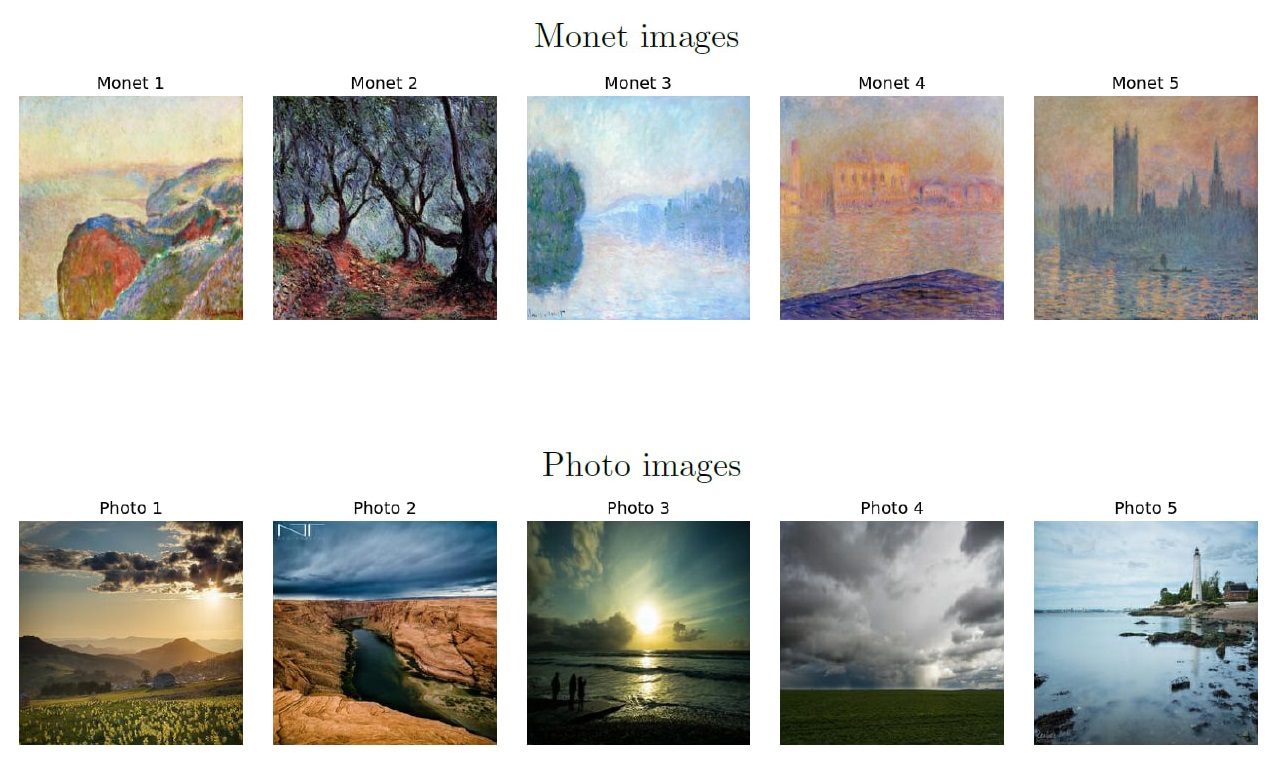 Monet images
Monet 1
Monet 2
Monet 3
Monet 4
Monet 5
Photo images
Photo 1
Photo 2
Photo 3
Photo 4
Photo 5